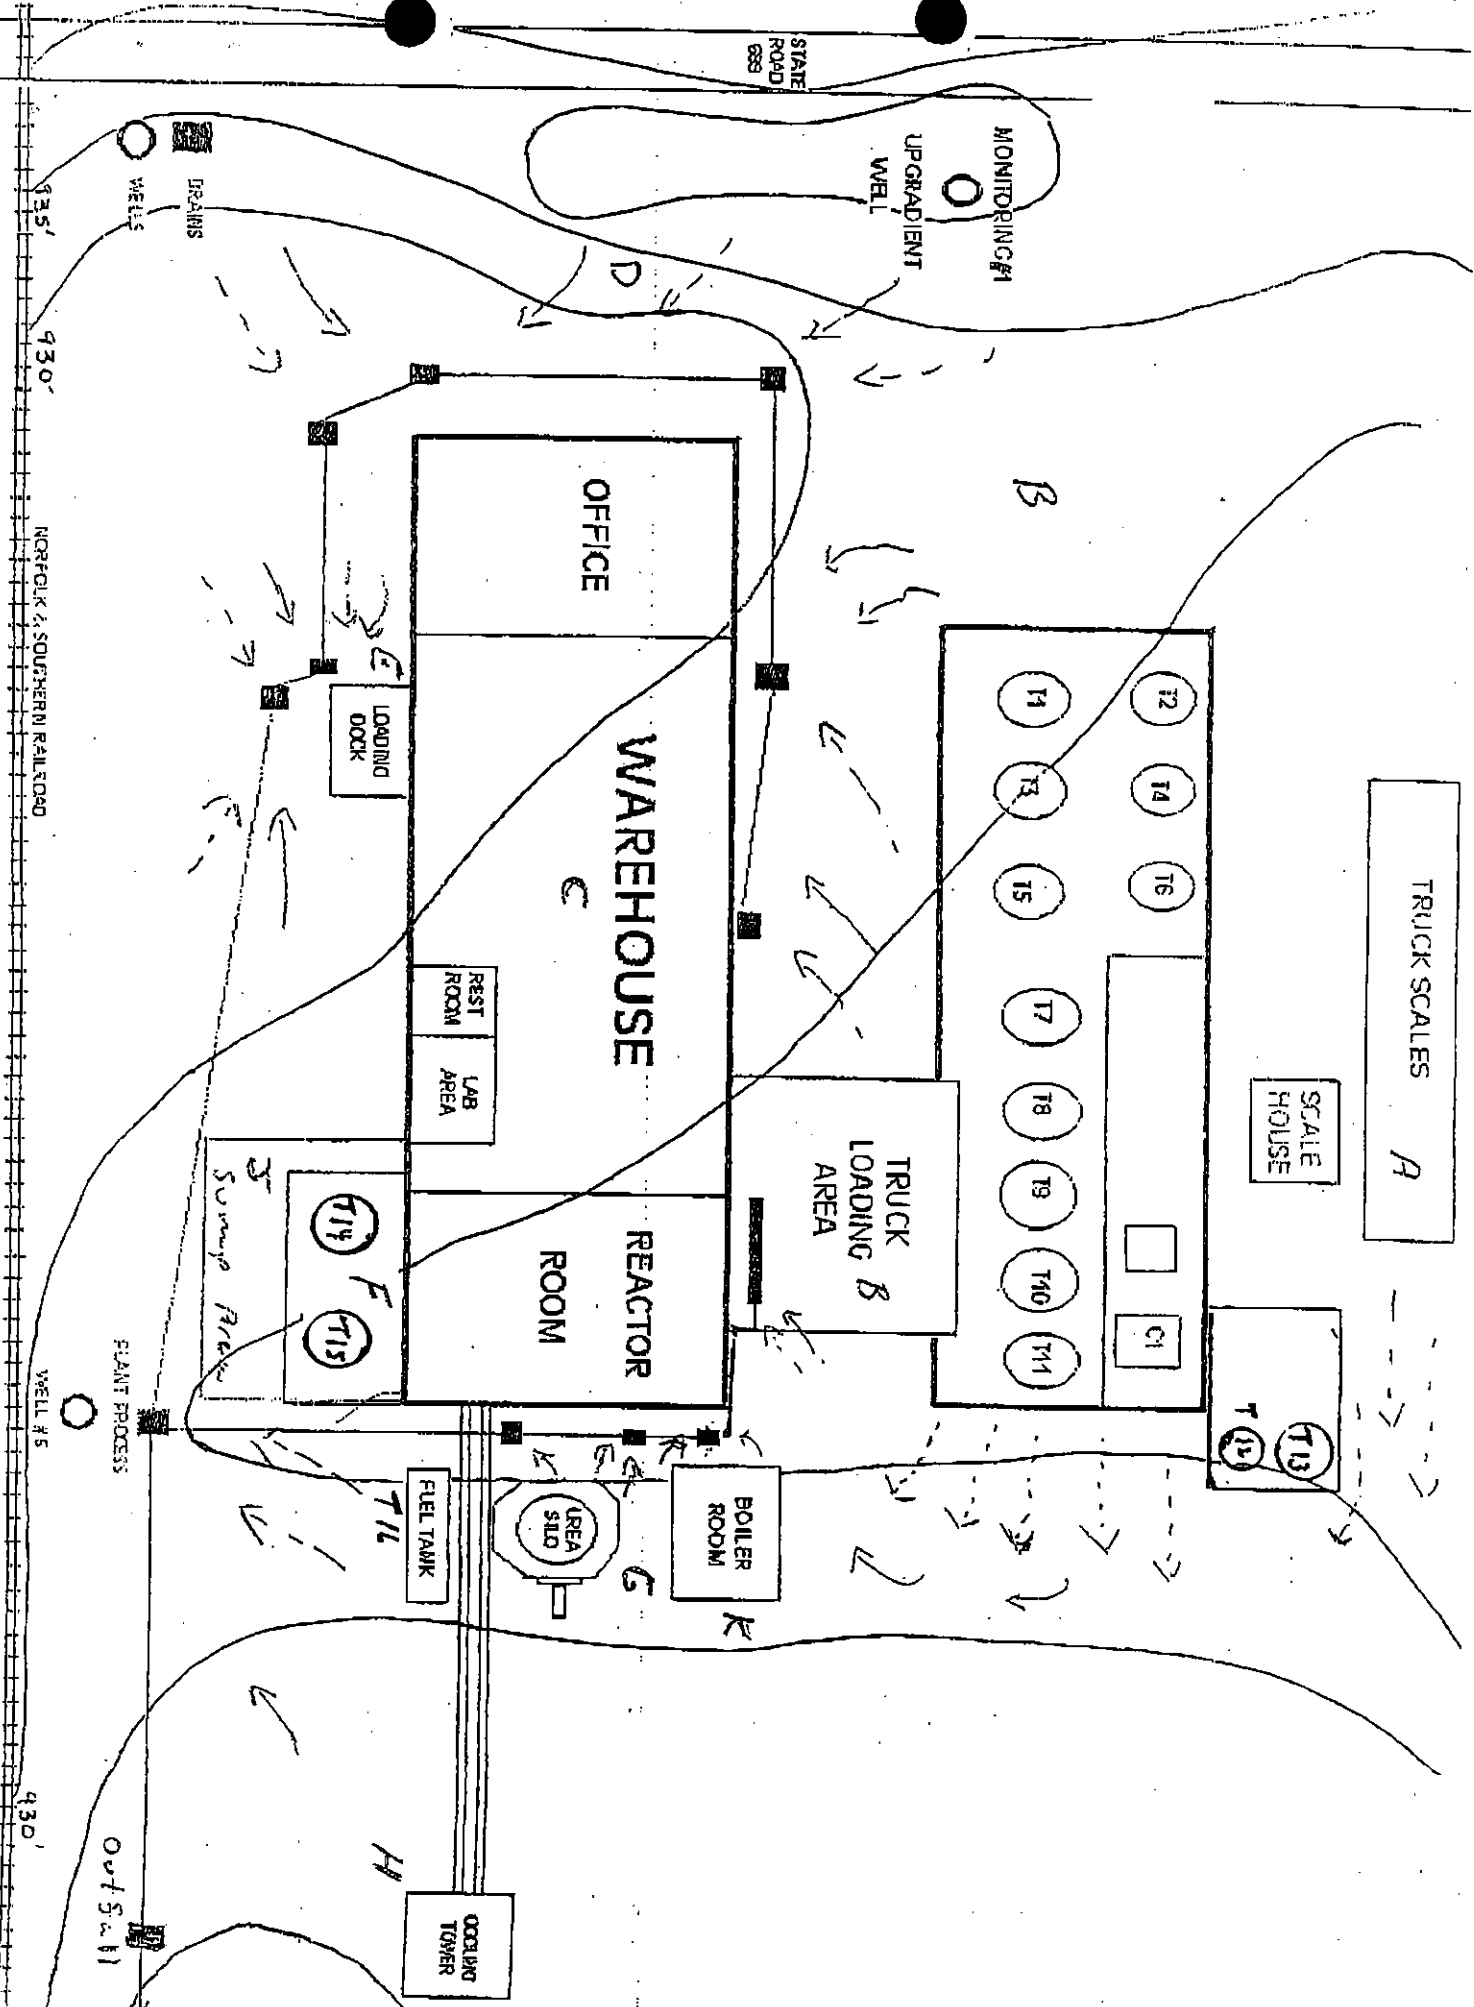 STATE
ROAD
689
MONITORING#1
UPGRADIENT
WELL
DRAINS
WELLS
935'
930'
D
B
OFFICE
WAREHOUSE
C
E
LOADING
DOCK
REST
ROOM
LAB
AREA
REACTOR
ROOM
TRUCK
LOADING B
AREA
T1
T2
T3
T4
T5
T6
T7
T8
T9
T10
T11
C1
TRUCK SCALES
A
SCALE
HOUSE
T
T13
J
Sump Area
T14
F
T15
NORFOLK & SOUTHERN RAILROAD
PLANT PROCESS
WELL #5
T16
FUEL TANK
UREA
SILO
G
BOILER
ROOM
K
H
COOLING
TOWER
930'
Outfall